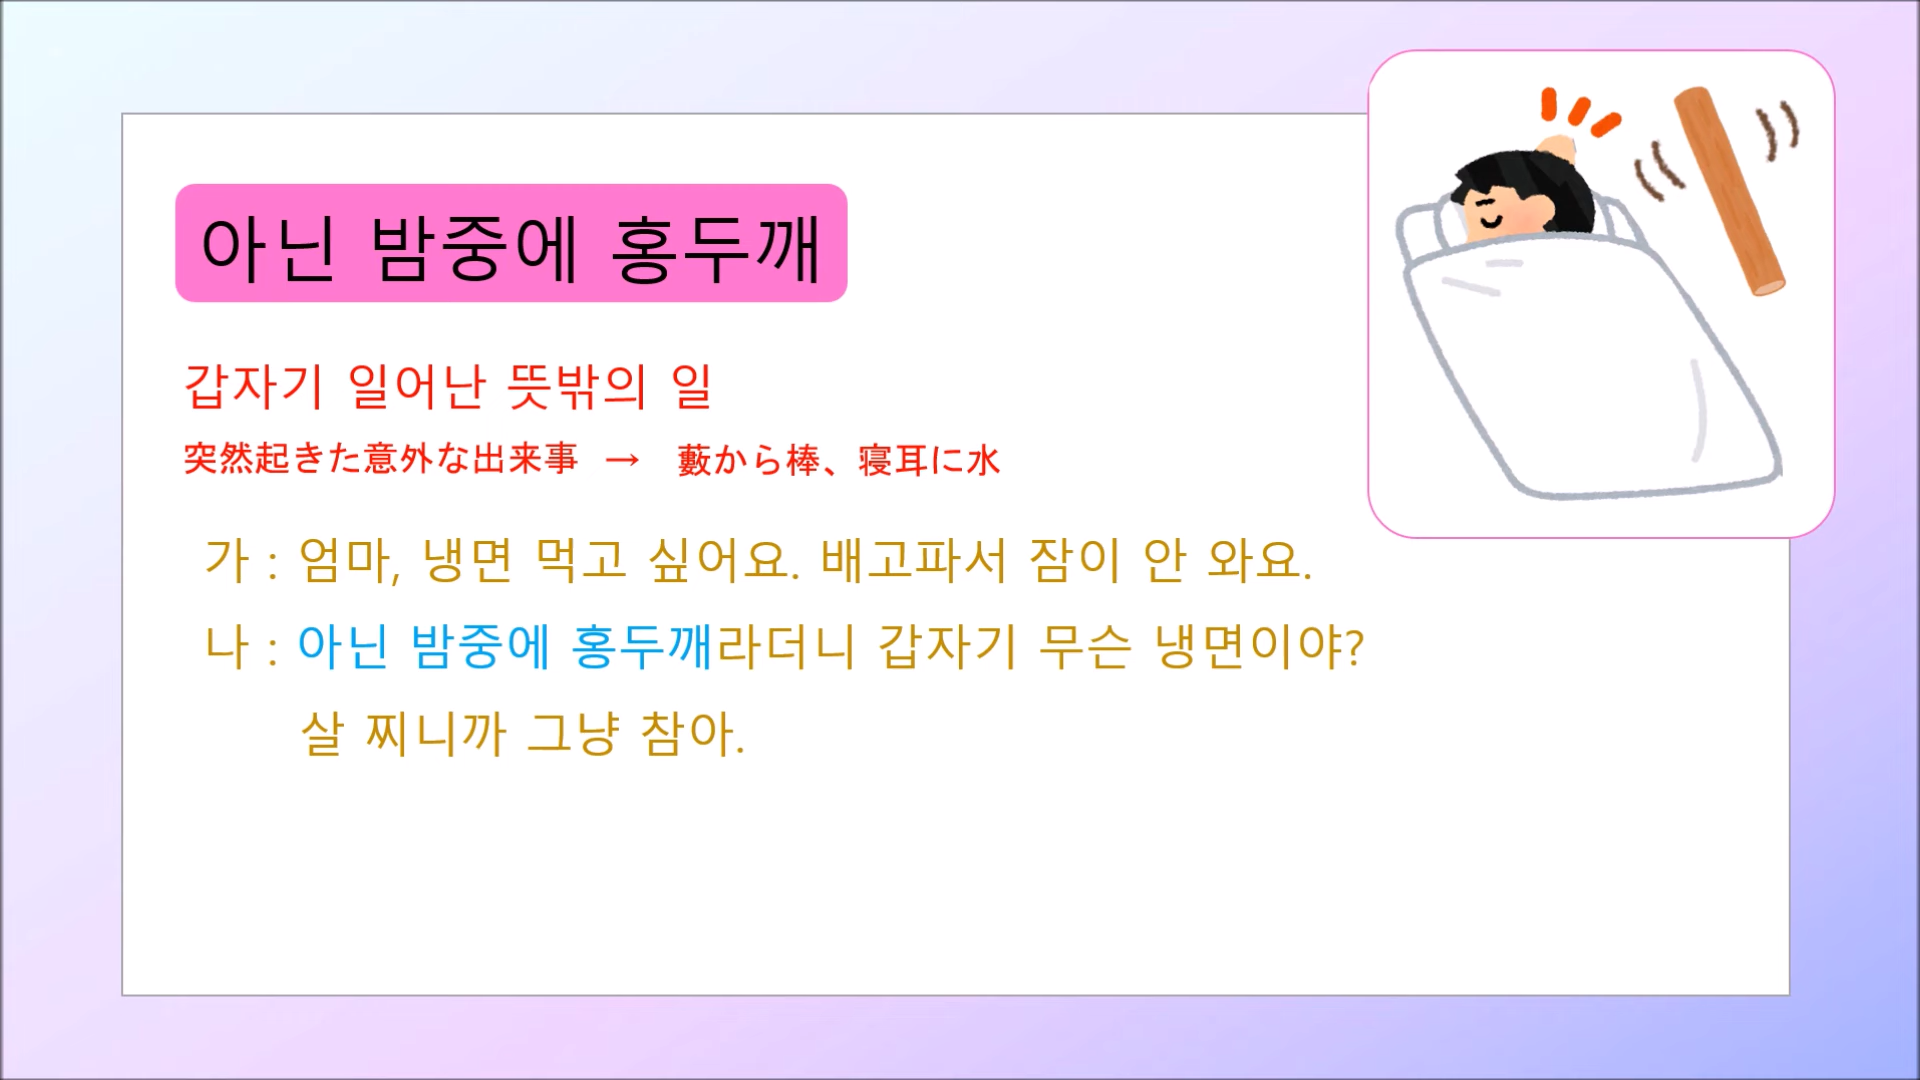 아닌 밤중에 홍두깨
갑자기 일어난 뜻밖의 일
突然起きた意外な出来事 → 藪から棒、寝耳に水
가 : 엄마, 냉면 먹고 싶어요. 배고파서 잠이 안 와요.
나 : 아닌 밤중에 홍두깨라더니 갑자기 무슨 냉면이야?
살 찌니까 그냥 참아.